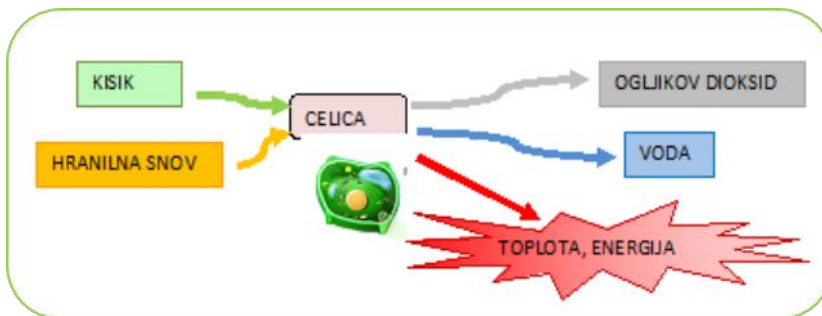 KISIK
OGLJIKOV DIOKSID
CELICA
HRANILNA SNOV
VODA
TOPLOTA, ENERGIJA